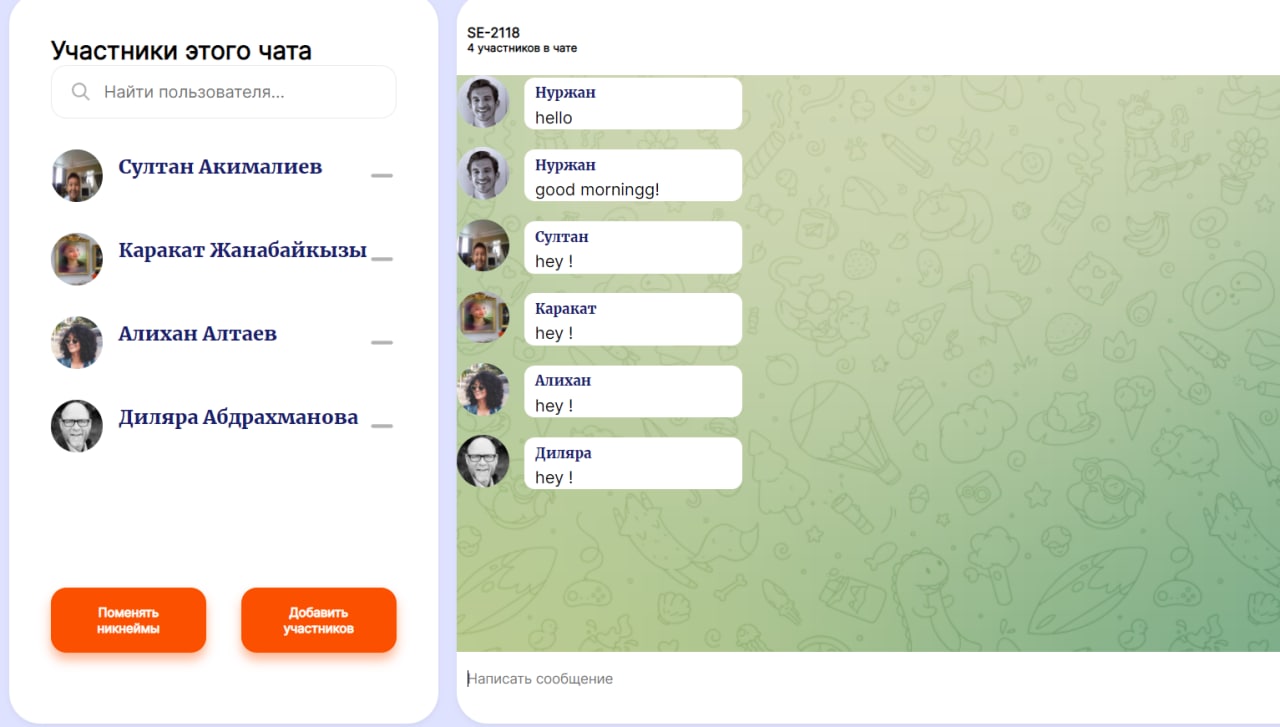 Участники этого чата
Найти пользователя...
Султан Акималиев
Каракат Жанабайкызы
Алихан Алтаев
Диляра Абдрахманова
Поменять
никнеймы
Добавить
участников
SE-2118
4 участников в чате
Нуржан
hello
Нуржан
good morningg!
Султан
hey !
Каракат
hey !
Алихан
hey !
Диляра
hey !
Написать сообщение